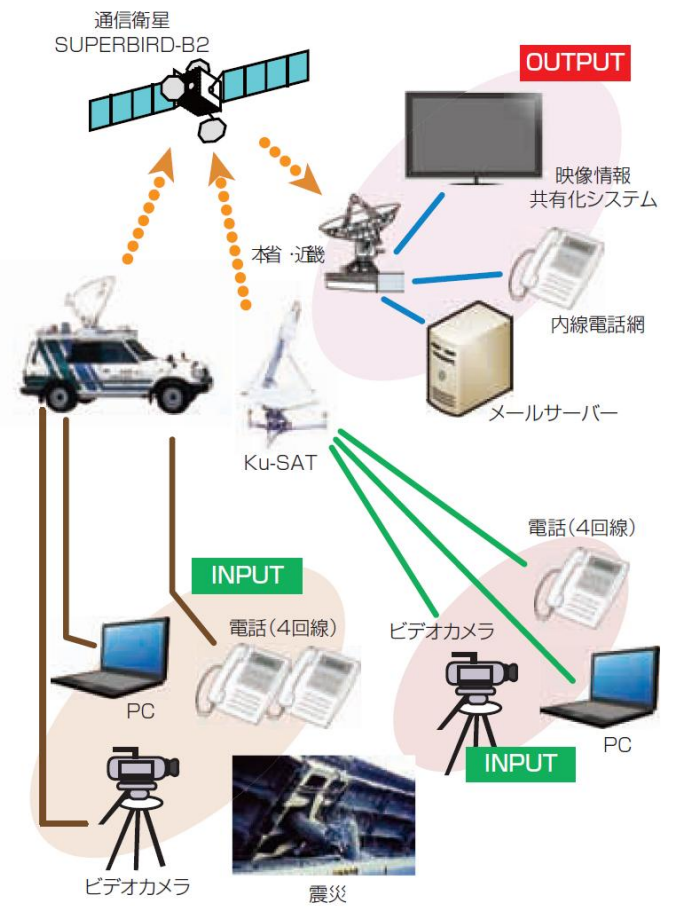 通信衛星
SUPERBIRD-B2
OUTPUT
映像情報
共有化システム
本省・近畿
内線電話網
メールサーバー
Ku-SAT
電話(4回線)
INPUT
電話(4回線)
ビデオカメラ
PC
PC
INPUT
ビデオカメラ
震災